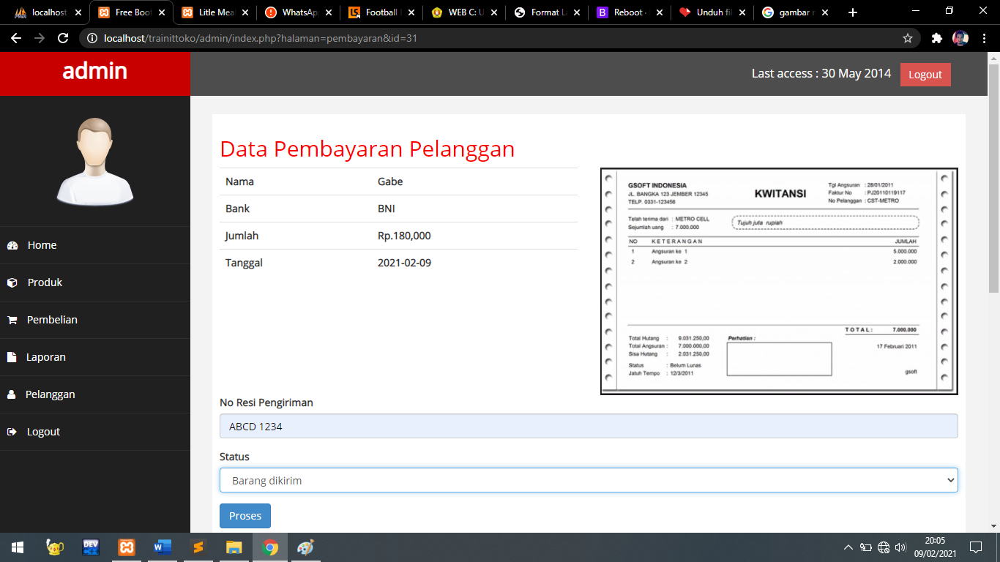 localhost
Free Boot
Litle Mea
WhatsAp
Football
WEB C: U
Format La
Reboot
Unduh fi
gambar
localhost/trainittoko/admin/index.php?halaman=pembayaran&id=31
admin
Last access : 30 May 2014 Logout
Home
Produk
Pembelian
Laporan
Pelanggan
Logout
Data Pembayaran Pelanggan
Nama Gabe
Bank BNI
Jumlah Rp.180,000
Tanggal 2021-02-09
GSOFT INDONESIA
JL. BANGKA 123 JEMBER 12345
TELP. 0331-123456
KWITANSI
Tgl Angsuran : 28/01/2011
Faktur No : PJ20110119117
No Pelanggan : CST-METRO
Telah terima dari : METRO CELL
Sejumlah uang : 7.000.000
Tujuh juta rupiah
NO KETERANGAN JUMLAH
1 Angsuran ke 1 5.000.000
2 Angsuran ke 2 2.000.000
TOTAL: 7.000.000
Total Hutang : 9.031.250,00
Total Angsuran : 7.000.000,00
Sisa Hutang : 2.031.250,00
Status : Belum Lunas
Jatuh Tempo : 12/3/2011
Perhatian :
17 Februari 2011
gsoft
No Resi Pengiriman
ABCD 1234
Status
Barang dikirim
Proses
DEV
20:05
09/02/2021